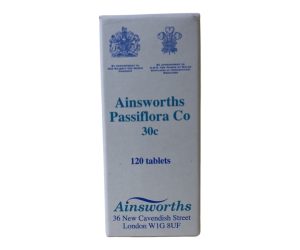 Ainsworths
Passiflora Co
30c
120 tablets
Ainsworths
36 New Cavendish Street
London W1G 8UF